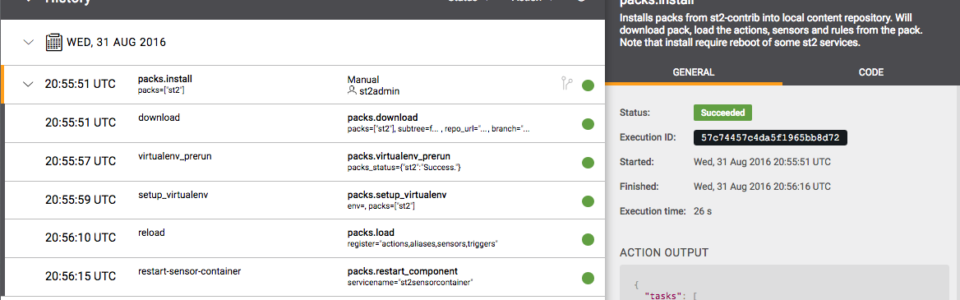 History
Status
Action
WED, 31 AUG 2016
20:55:51 UTC
packs.install
packs=['st2']
Manual
st2admin
20:55:51 UTC
download
packs.download
packs=['st2'], subtree=f... , repo_url='... , branch='...
20:55:57 UTC
virtualenv_prerun
packs.virtualenv_prerun
packs_status={'st2':'Success.'}
20:55:59 UTC
setup_virtualenv
packs.setup_virtualenv
env=, packs=['st2']
20:56:10 UTC
reload
packs.load
register='actions,aliases,sensors,triggers'
20:56:15 UTC
restart-sensor-container
packs.restart_component
servicename='st2sensorcontainer'
packs.install
Installs packs from st2-contrib into local content repository. Will
download pack, load the actions, sensors and rules from the pack.
Note that install require reboot of some st2 services.
GENERAL
CODE
Status:
Succeeded
Execution ID:
57c74457c4da5f1965bb8d72
Started:
Wed, 31 Aug 2016 20:55:51 UTC
Finished:
Wed, 31 Aug 2016 20:56:16 UTC
Execution time:
26 s
ACTION OUTPUT
{
"tasks": [